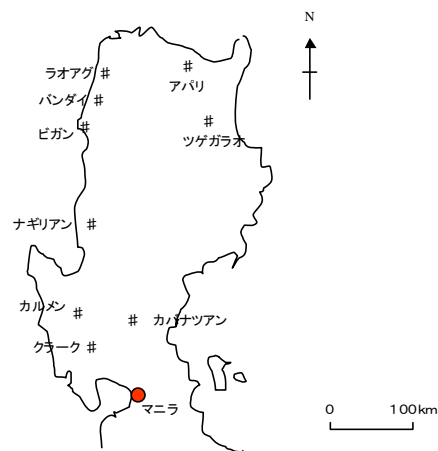 N
ラオアグ
アパリ
バンダイ
ビガン
ツゲガラオ
ナギリアン
カルメン
カバナツアン
クラーク
マニラ
0 100km